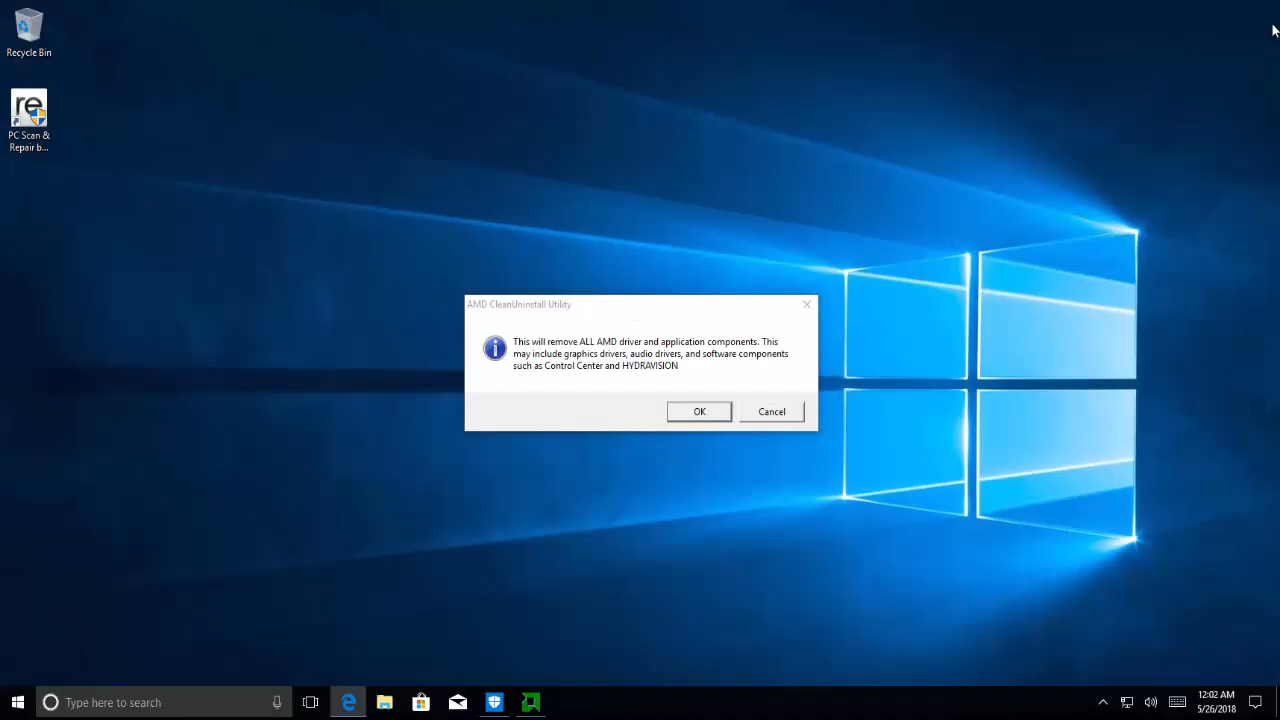 Recycle Bin
re
PC Scan &
Repair b...
AMD CleanUninstall Utility
This will remove ALL AMD driver and application components. This
may include graphics drivers, audio drivers, and software components
such as Control Center and HYDRAVISION
OK
Cancel
Type here to search
12:02 AM
5/26/2018